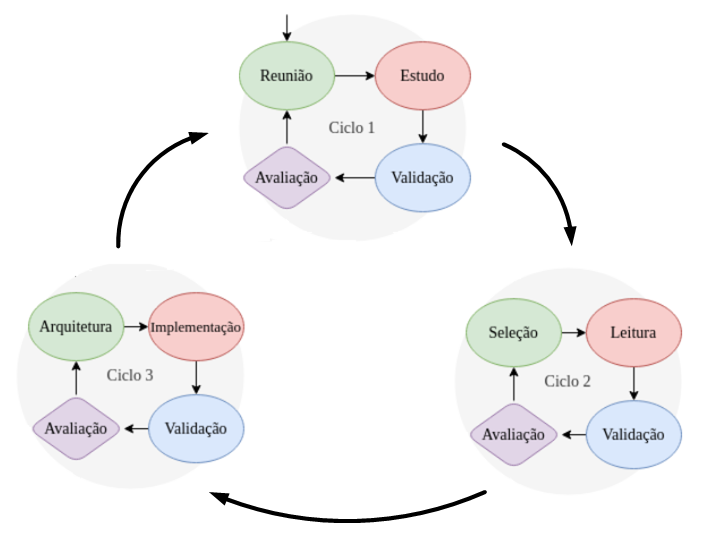 Reunião
Estudo
Ciclo 1
Avaliação
Validação
Arquitetura
Implementação
Ciclo 3
Avaliação
Validação
Seleção
Leitura
Ciclo 2
Avaliação
Validação